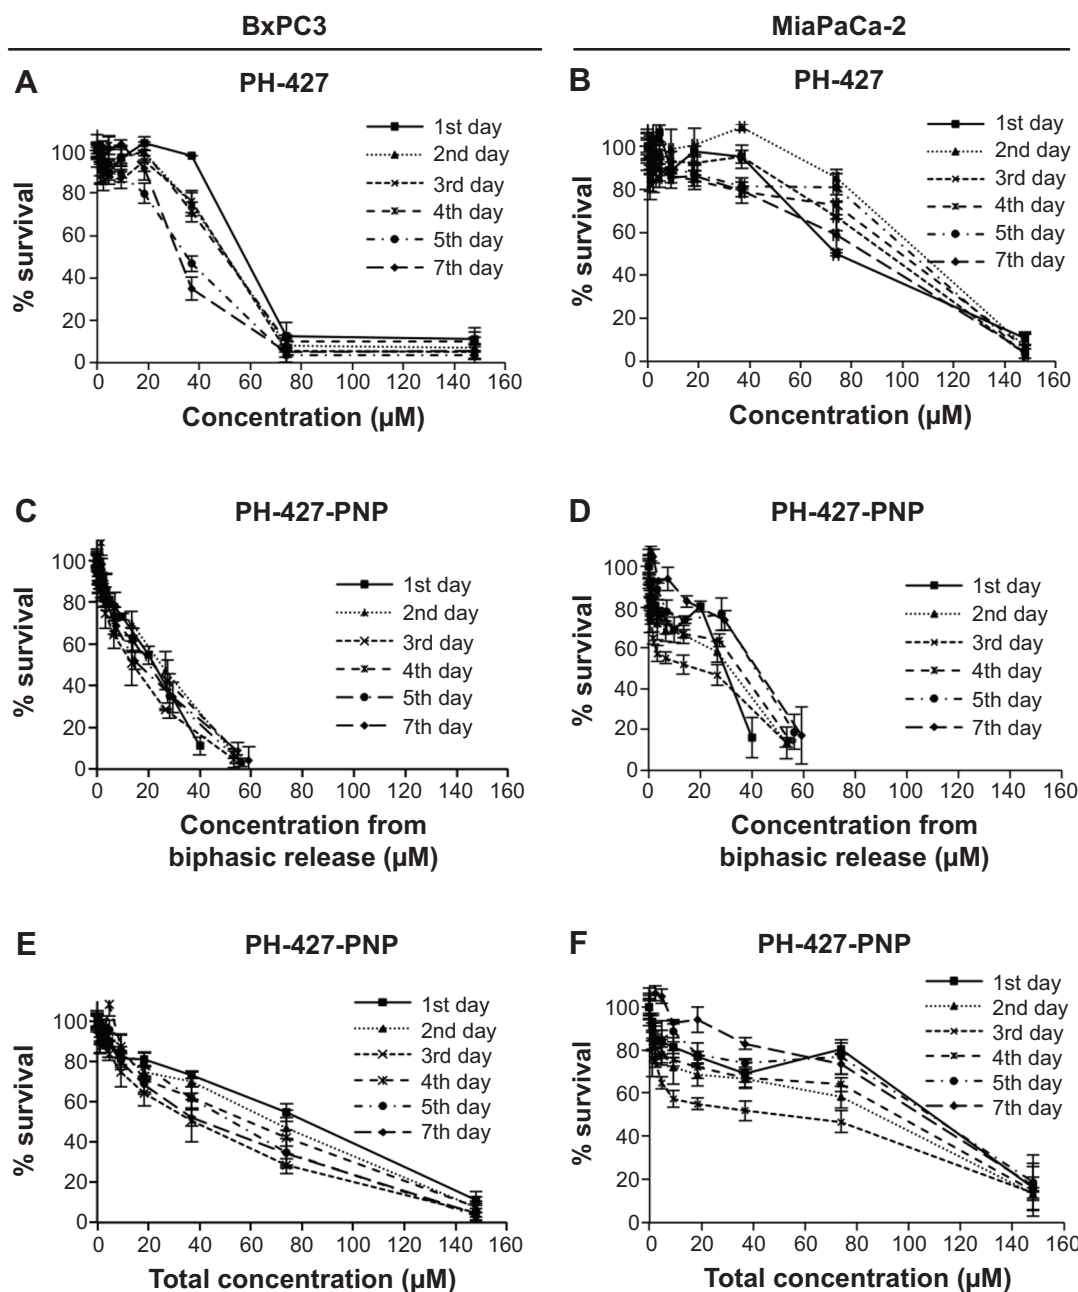 BxPC3
MiaPaCa-2
A
PH-427
% survival
100
80
60
40
20
0
1st day
2nd day
3rd day
4th day
5th day
7th day
0 20 40 60 80 100 120 140 160
Concentration (µM)
B
PH-427
% survival
100
80
60
40
20
0
1st day
2nd day
3rd day
4th day
5th day
7th day
0 20 40 60 80 100 120 140 160
Concentration (µM)
C
PH-427-PNP
% survival
100
80
60
40
20
0
1st day
2nd day
3rd day
4th day
5th day
7th day
0 20 40 60 80 100 120 140 160
Concentration from
biphasic release (µM)
D
PH-427-PNP
% survival
100
80
60
40
20
0
1st day
2nd day
3rd day
4th day
5th day
7th day
0 20 40 60 80 100 120 140 160
Concentration from
biphasic release (µM)
E
PH-427-PNP
% survival
100
80
60
40
20
0
1st day
2nd day
3rd day
4th day
5th day
7th day
0 20 40 60 80 100 120 140 160
Total concentration (µM)
F
PH-427-PNP
% survival
100
80
60
40
20
0
1st day
2nd day
3rd day
4th day
5th day
7th day
0 20 40 60 80 100 120 140 160
Total concentration (µM)